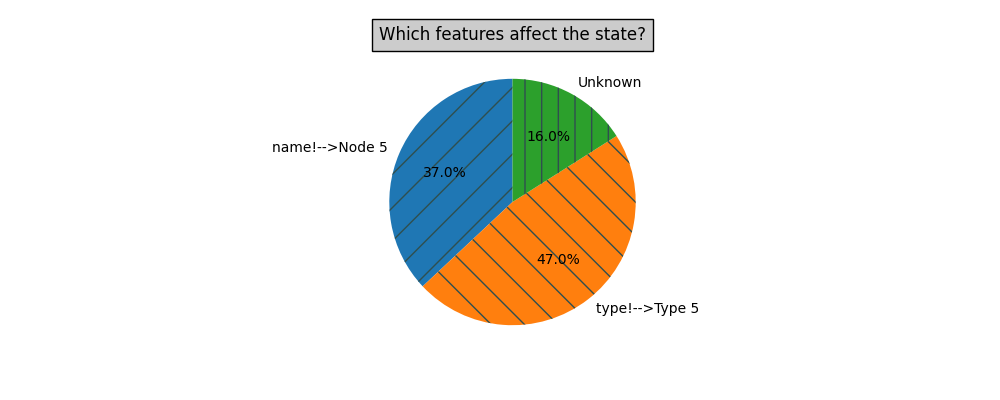 Which features affect the state?
Unknown
16.0%
name!-->Node 5
37.0%
47.0%
type!-->Type 5